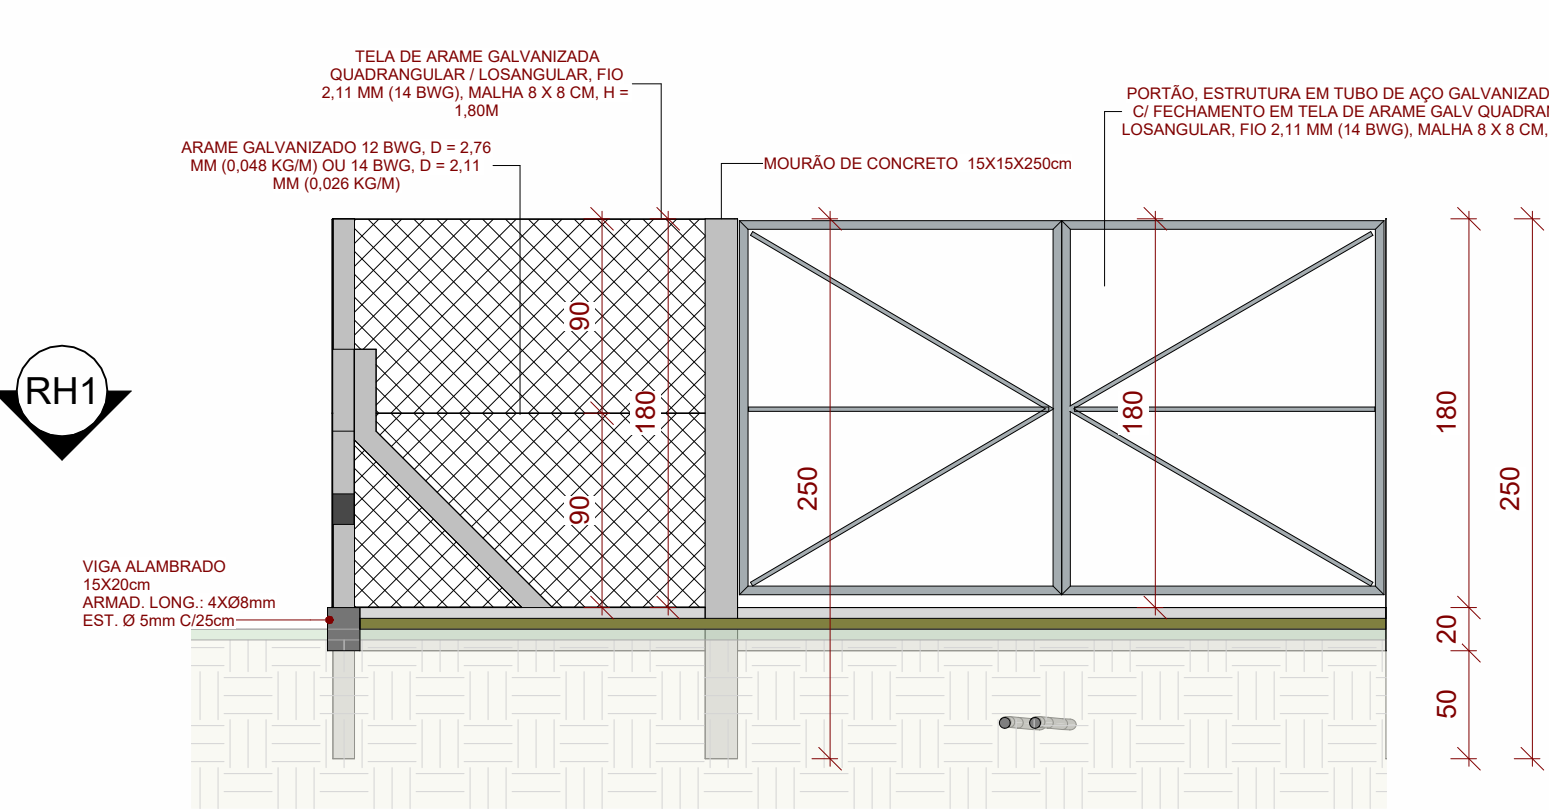 TELA DE ARAME GALVANIZADA
QUADRANGULAR / LOSANGULAR, FIO
2,11 MM (14 BWG), MALHA 8 X 8 CM, H =
1,80M
PORTÃO, ESTRUTURA EM TUBO DE AÇO GALVANIZAD
C/ FECHAMENTO EM TELA DE ARAME GALV QUADRA
LOSANGULAR, FIO 2,11 MM (14 BWG), MALHA 8 X 8 CM,
ARAME GALVANIZADO 12 BWG, D = 2,76
MM (0,048 KG/M) OU 14 BWG, D = 2,11
MM (0,026 KG/M)
MOURÃO DE CONCRETO 15X15X250cm
90
180
90
250
180
180
250
20
50
RH1
VIGA ALAMBRADO
15X20cm
ARMAD. LONG.: 4XØ8mm
EST. Ø 5mm C/25cm